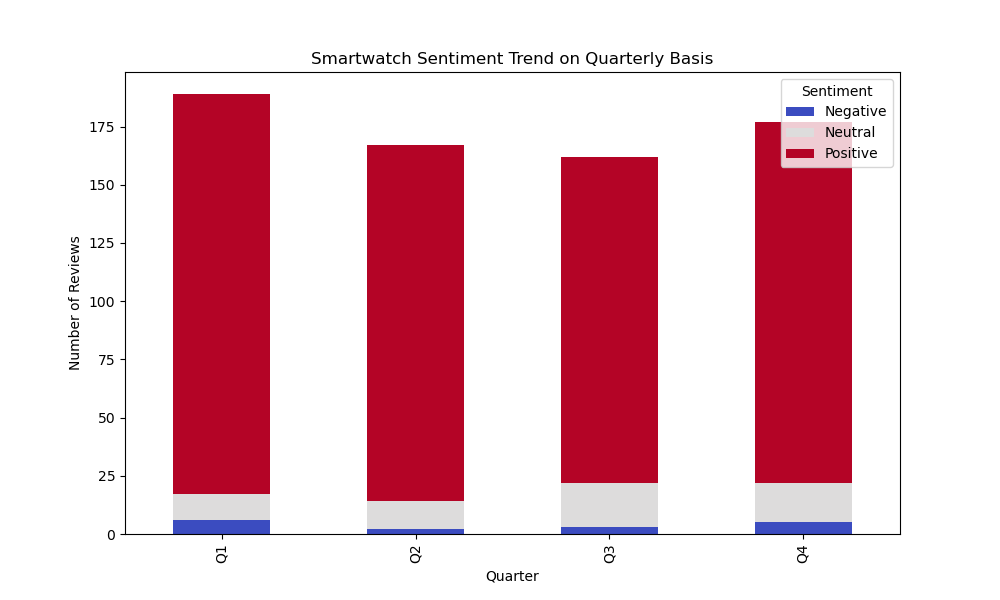 Smartwatch Sentiment Trend on Quarterly Basis
Sentiment
Negative
Neutral
Positive
175
150
125
100
75
50
25
0
Number of Reviews
Q1
Q2
Q3
Q4
Quarter